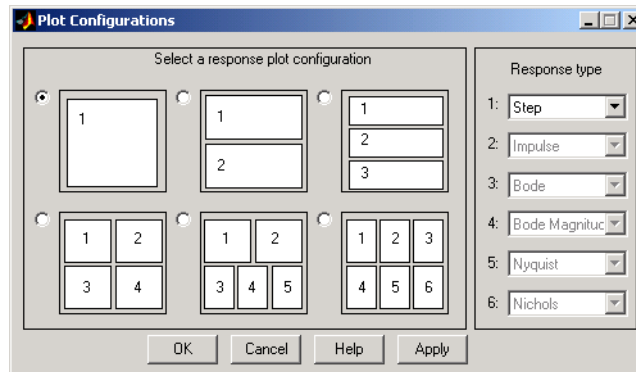 Plot Configurations
Select a response plot configuration
1
1
2
1
2
3
1 2
3 4
1 2
3 4 5
1 2 3
4 5 6
Response type
1: Step
2: Impulse
3: Bode
4: Bode Magnituc
5: Nyquist
6: Nichols
OK Cancel Help Apply